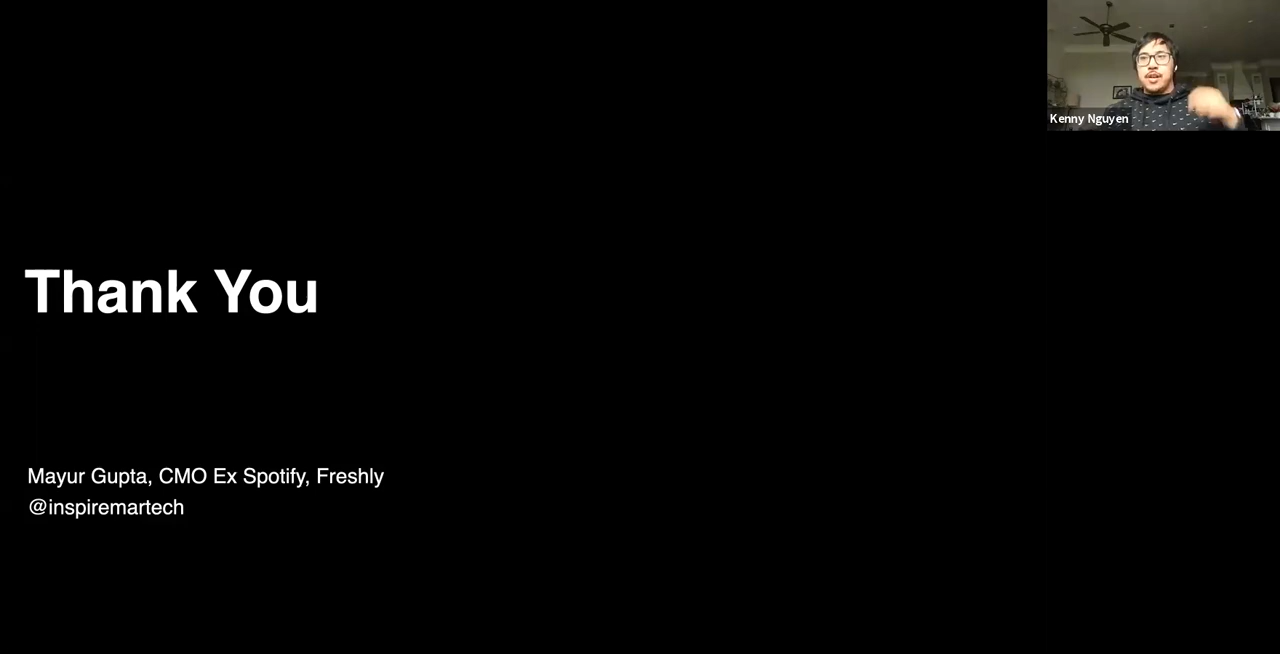 Kenny Nguyen
Thank You
Mayur Gupta, CMO Ex Spotify, Freshly
@inspiremartech